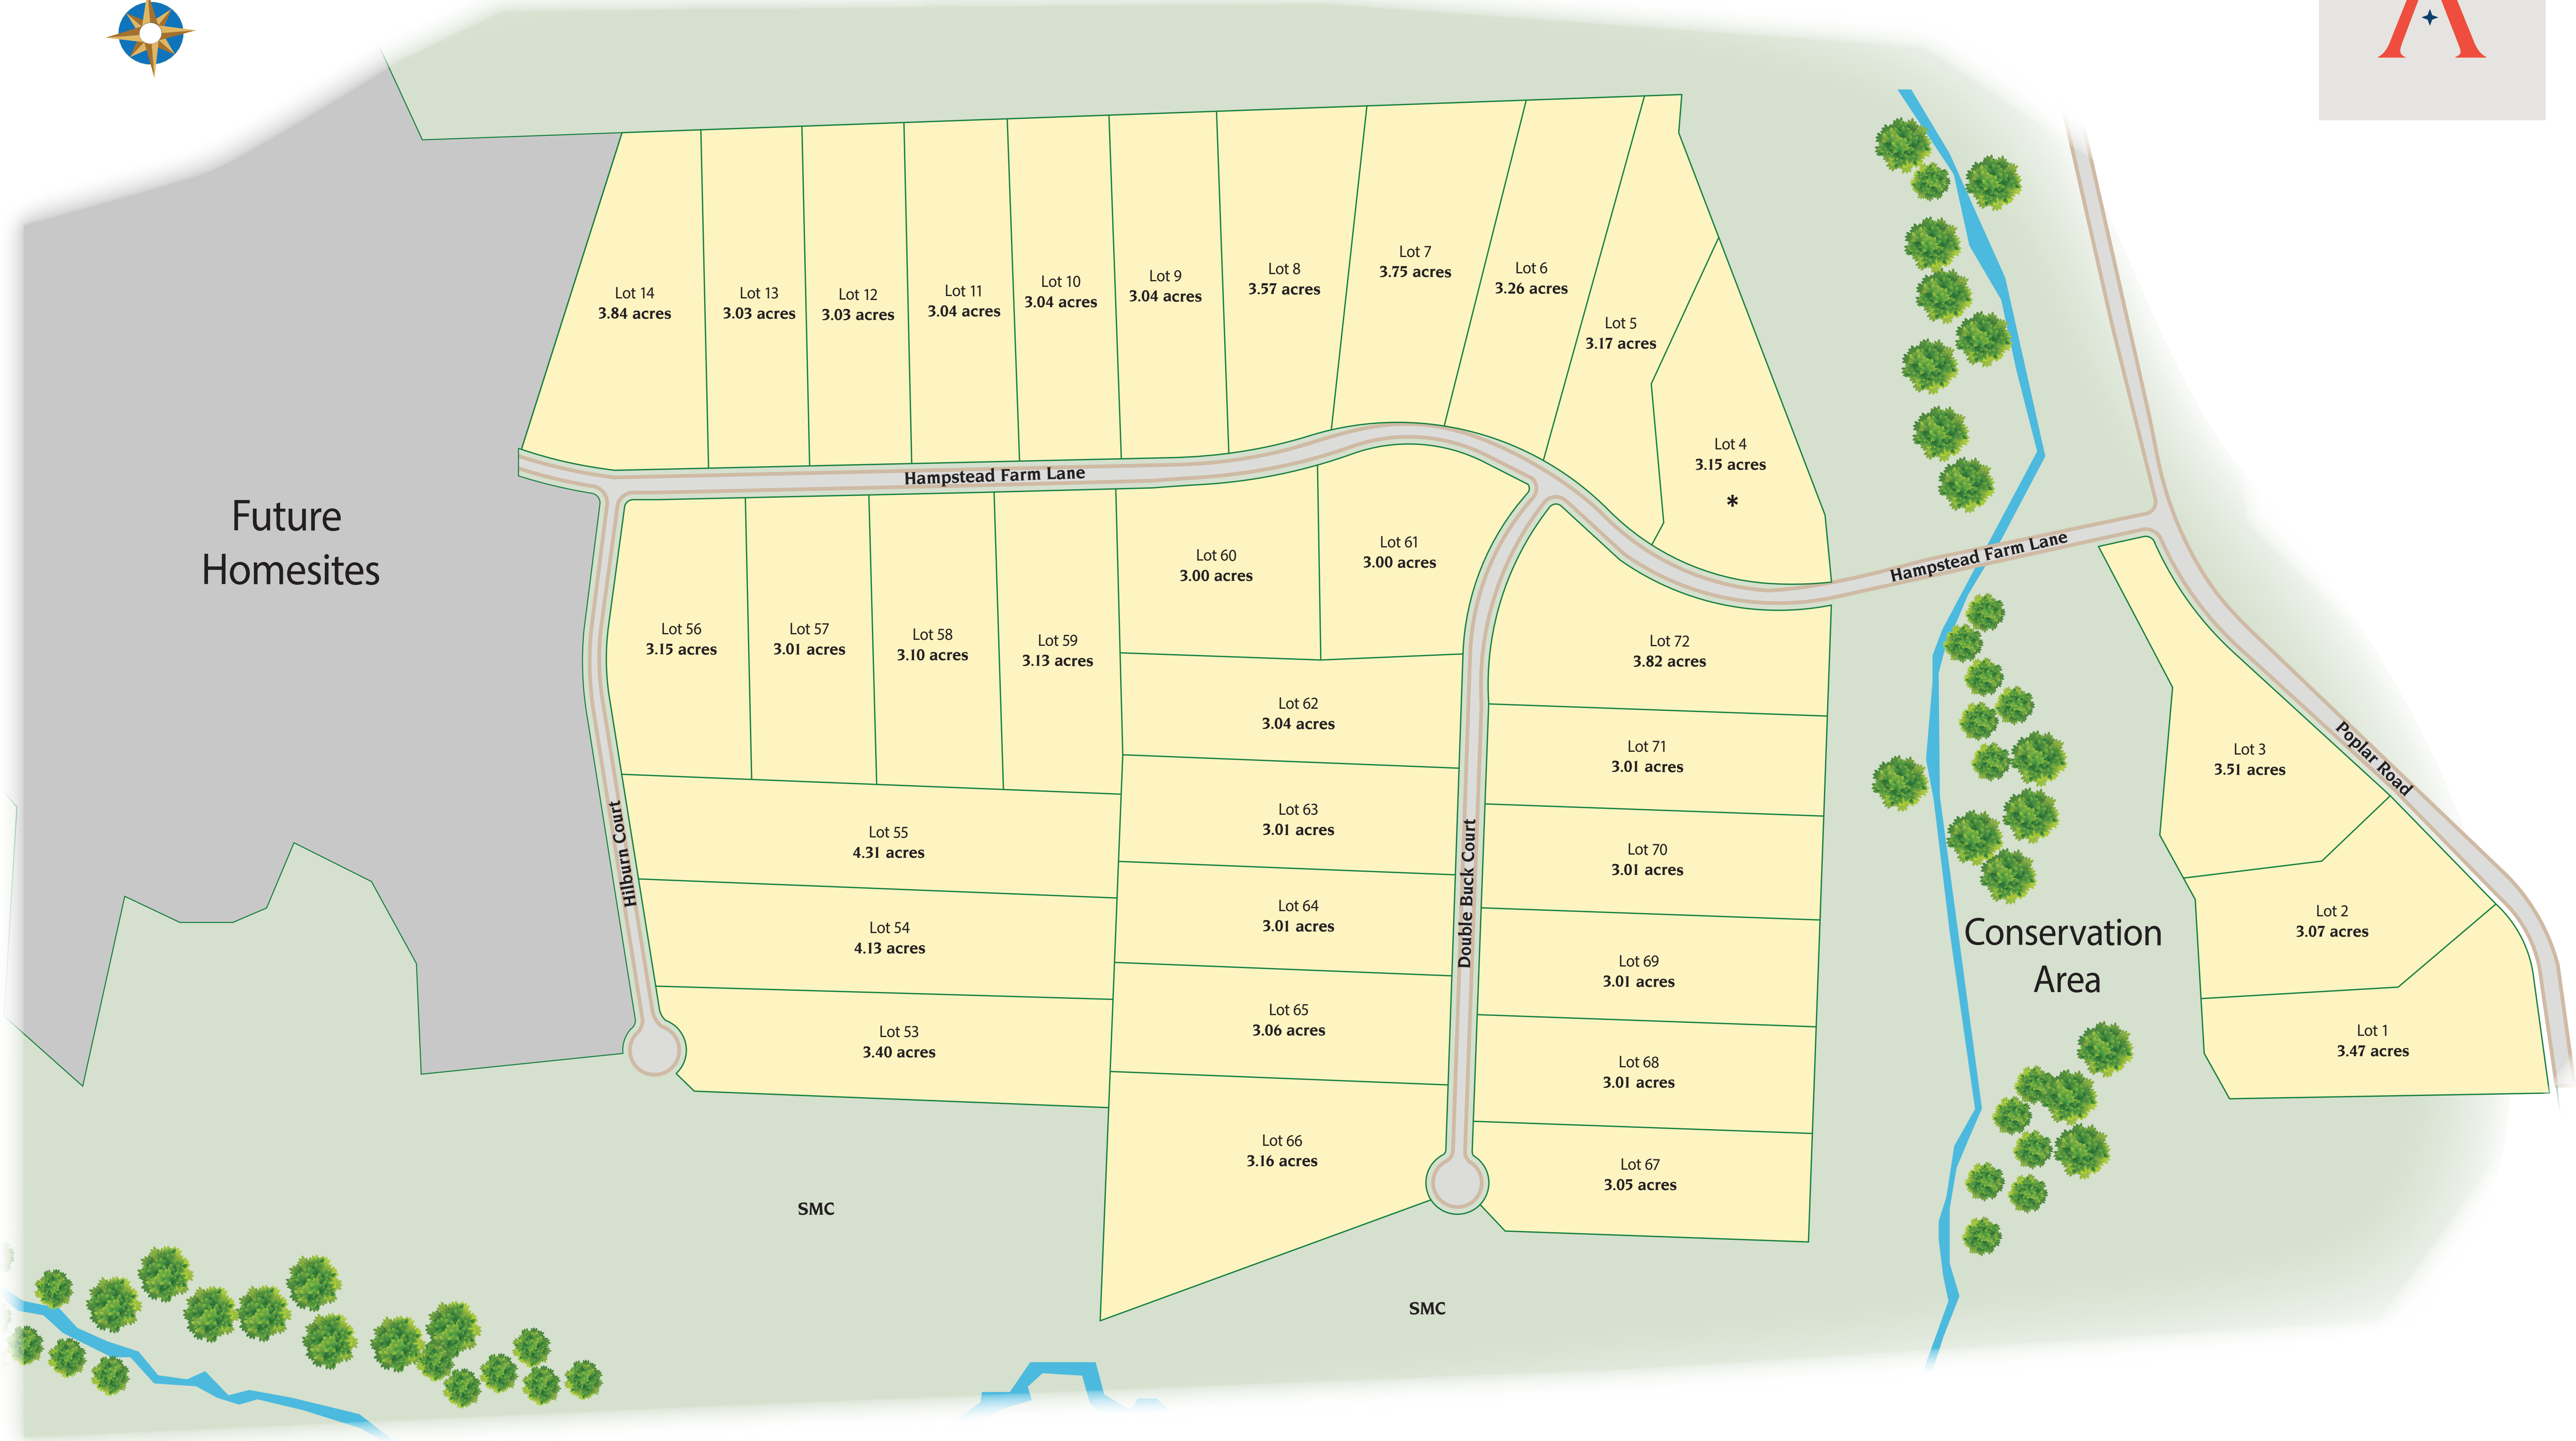 Lot 14
3.84 acres
Lot 13
3.03 acres
Lot 12
3.03 acres
Lot 11
3.04 acres
Lot 10
3.04 acres
Lot 9
3.04 acres
Lot 8
3.57 acres
Lot 7
3.75 acres
Lot 6
3.26 acres
Lot 5
3.17 acres
Lot 4
3.15 acres
*
Hampstead Farm Lane
Hampstead Farm Lane
Future
Homesites
Lot 56
3.15 acres
Lot 57
3.01 acres
Lot 58
3.10 acres
Lot 59
3.13 acres
Lot 60
3.00 acres
Lot 61
3.00 acres
Lot 62
3.04 acres
Lot 63
3.01 acres
Lot 64
3.01 acres
Lot 65
3.06 acres
Lot 66
3.16 acres
Lot 55
4.31 acres
Lot 54
4.13 acres
Lot 53
3.40 acres
Hilburn Court
Double Buck Court
Lot 72
3.82 acres
Lot 71
3.01 acres
Lot 70
3.01 acres
Lot 69
3.01 acres
Lot 68
3.01 acres
Lot 67
3.05 acres
Conservation
Area
Poplar Road
Lot 3
3.51 acres
Lot 2
3.07 acres
Lot 1
3.47 acres
SMC
SMC